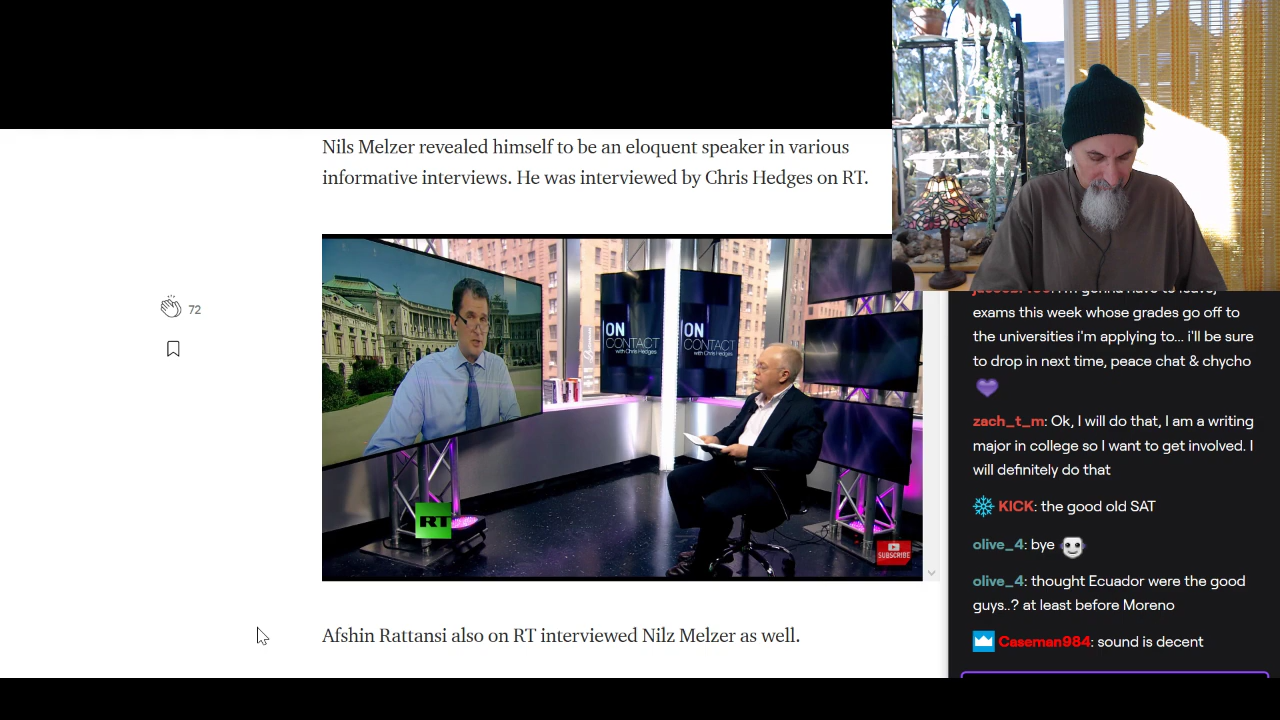 Nils Melzer revealed himself to be an eloquent speaker in various
informative interviews. He was interviewed by Chris Hedges on RT.
72
ON
CONTACT
with Chris Hedges
ON
CONTACT
with Chris Hedges
RT
SUBSCRIBE
Afshin Rattansi also on RT interviewed Nilz Melzer as well.
exams this week whose grades go off to
the universities i'm applying to... i'll be sure
to drop in next time, peace chat & chycho
zach_t_m: Ok, I will do that, I am a writing
major in college so I want to get involved. I
will definitely do that
KICK: the good old SAT
olive_4: bye
olive_4: thought Ecuador were the good
guys..? at least before Moreno
Caseman984: sound is decent